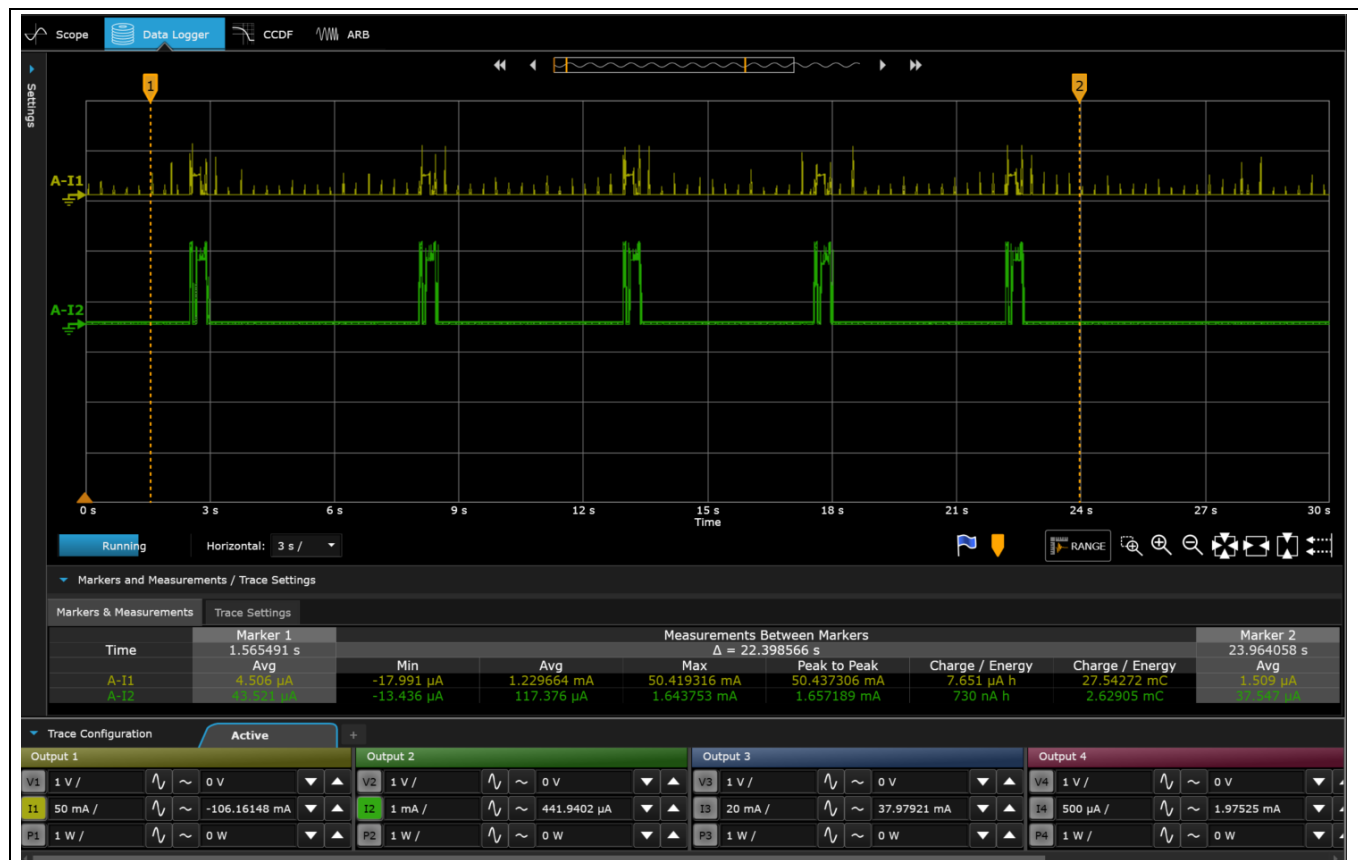 Scope Data Logger CCDF ARB
Settings
1 2
A-I1
A-I2
0 s 3 s 6 s 9 s 12 s 15 s 18 s 21 s 24 s 27 s 30 s
Time
Running Horizontal: 3 s / RANGE
Markers and Measurements / Trace Settings
Markers & Measurements Trace Settings
Marker 1 Measurements Between Markers Marker 2
Time 1.565491 s Δ = 22.398566 s 23.964058 s
Avg Min Avg Max Peak to Peak Charge / Energy Charge / Energy Avg
A-I1 4.506 µA -17.991 µA 1.229664 mA 50.419316 mA 50.437306 mA 7.651 µA h 27.54272 mC 1.509 µA
A-I2 43.521 µA -13.436 µA 117.376 µA 1.643753 mA 1.657189 mA 730 nA h 2.62905 mC 37.547 µA
Trace Configuration Active +
Output 1 Output 2 Output 3 Output 4
V1 1 V / 0 V V2 1 V / 0 V V3 1 V / 0 V V4 1 V / 0 V
I1 50 mA / -106.16148 mA I2 1 mA / 441.9402 µA I3 20 mA / 37.97921 mA I4 500 µA / 1.97525 mA
P1 1 W / 0 W P2 1 W / 0 W P3 1 W / 0 W P4 1 W / 0 W